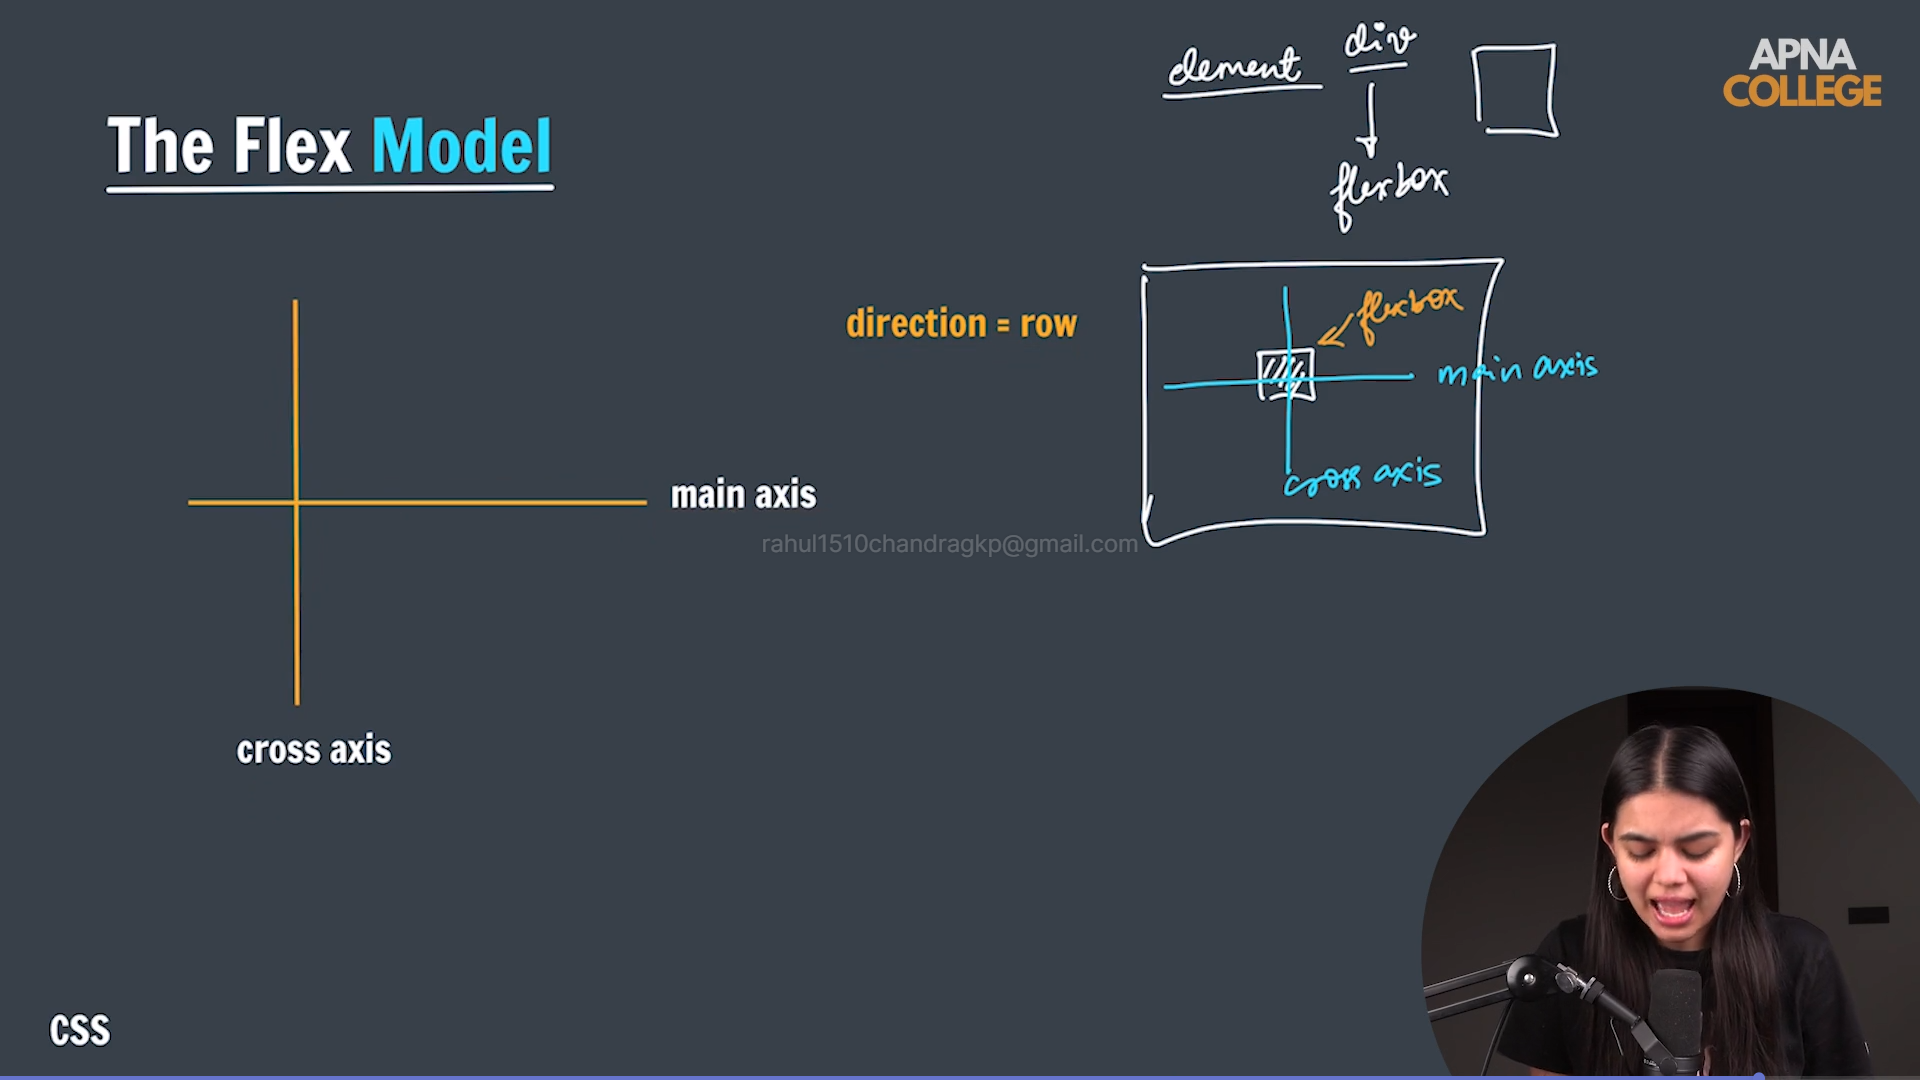 element div
flexbox
APNA
COLLEGE
The Flex Model
direction = row
flexbox
main axis
cross axis
main axis
cross axis
rahul1510chandragkp@gmail.com
CSS